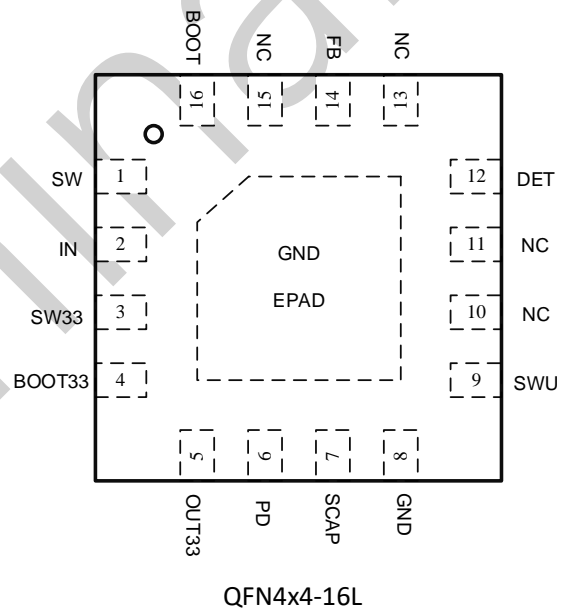 BOOT NC FB NC
16 15 14 13
SW 1 12 DET
IN 2 11 NC
SW33 3 10 NC
BOOT33 4 9 SWU
GND
EPAD
5 6 7 8
OUT33 PD SCAP GND
QFN4x4-16L